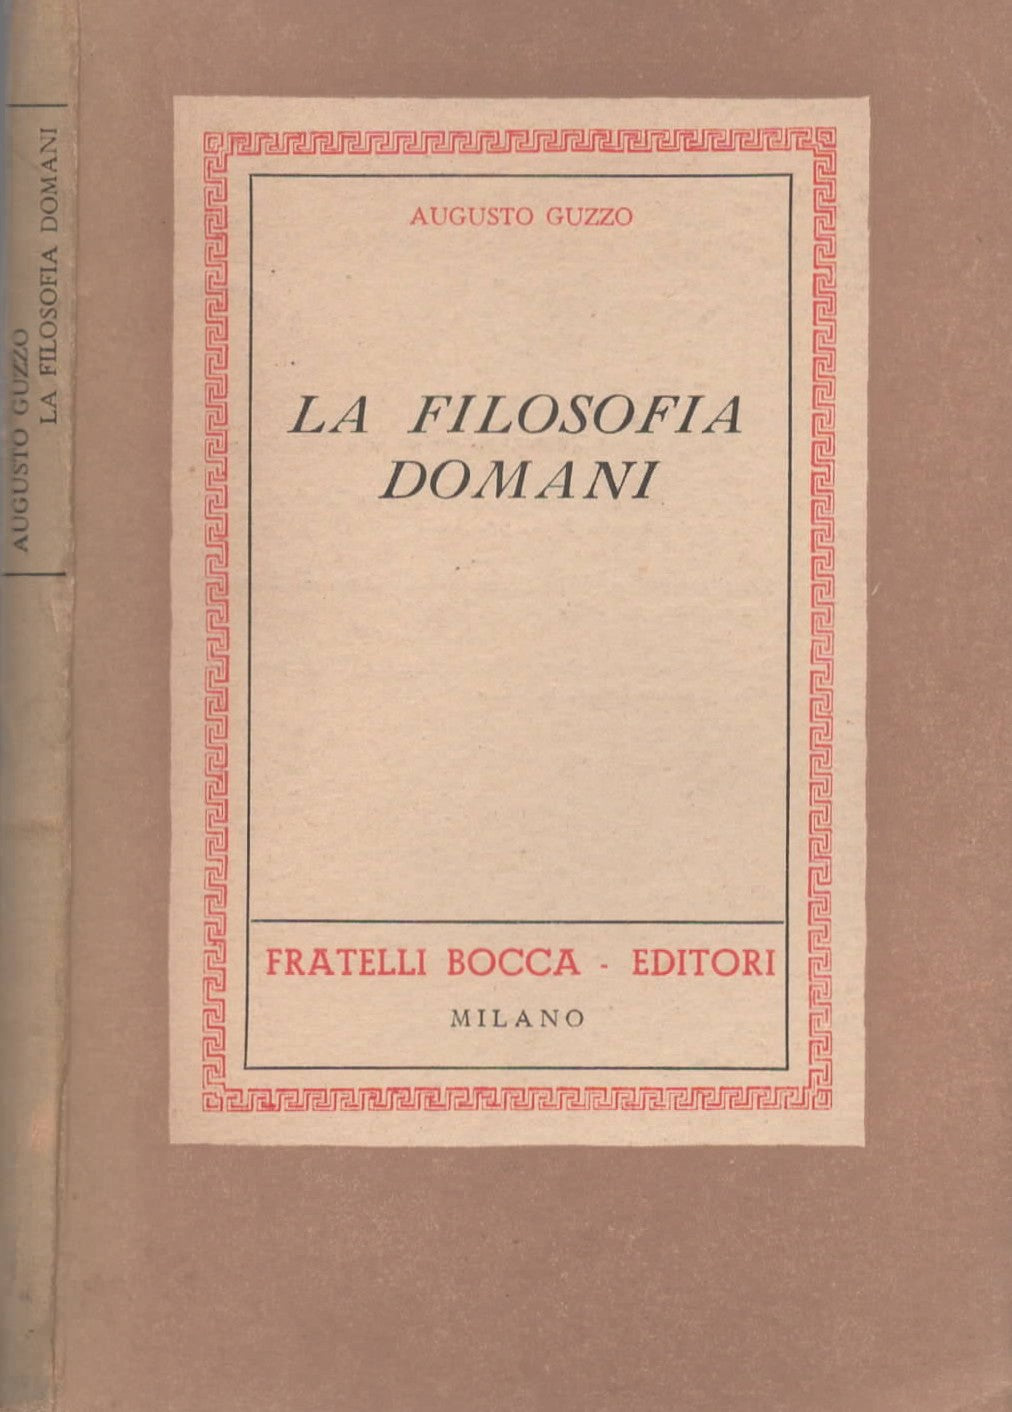 AUGUSTO GUZZO
LA FILOSOFIA DOMANI
AUGUSTO GUZZO
LA FILOSOFIA
DOMANI
FRATELLI BOCCA - EDITORI
MILANO